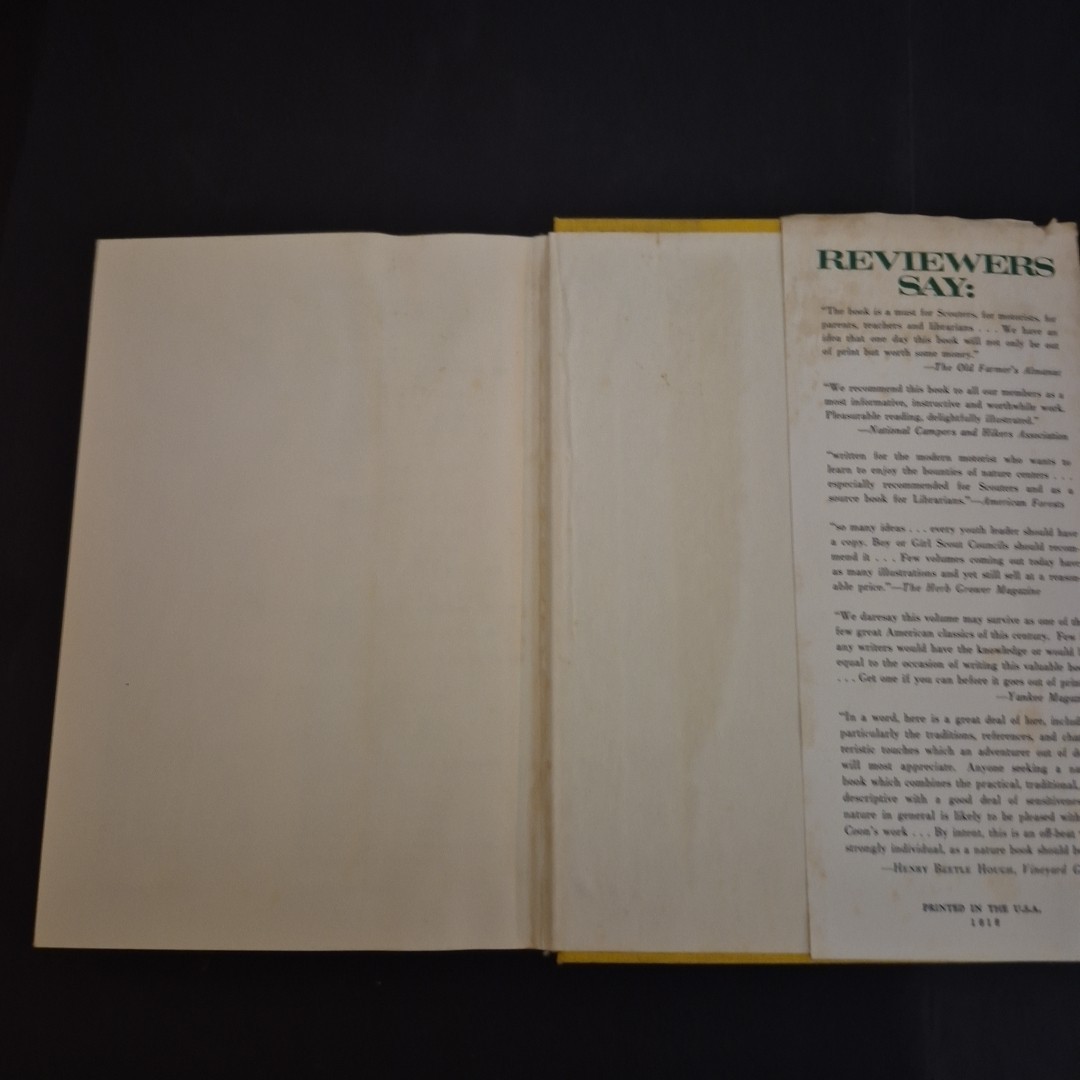 REVIEWERS
SAY:
"The book is a must for Scouters, for motorists, for
parents, teachers and librarians . . . We have an
idea that one day this book will not only be out
of print but worth some money."
—The Old Farmer's Almanac
"We recommend this book to all our members as a
most informative, instructive and worthwhile work.
Pleasurable reading, delightfully illustrated."
—National Campers and Hikers Association
"written for the modern motorist who wants to
learn to enjoy the bounties of nature centers . . .
especially recommended for Scouters and as a
source book for Librarians."—American Forests
"so many ideas . . . every youth leader should have
a copy. Boy or Girl Scout Councils should recom-
mend it . . . Few volumes coming out today have
as many illustrations and yet still sell at a reason-
able price."—The Herb Grower Magazine
"We daresay this volume may survive as one of th
few great American classics of this century. Few
any writers would have the knowledge or would
equal to the occasion of writing this valuable bo
. . . Get one if you can before it goes out of prin
—Yankee Magaz
"In a word, here is a great deal of lore, includ
particularly the traditions, references, and cha
teristic touches which an adventurer out of d
will most appreciate. Anyone seeking a na
book which combines the practical, traditional,
descriptive with a good deal of sensitivenes
nature in general is likely to be pleased with
Coon's work . . . By intent, this is an off-beat
strongly individual, as a nature book should b
—HENRY BEETLE HOUGH, Vineyard G
PRINTED IN THE U.S.A.